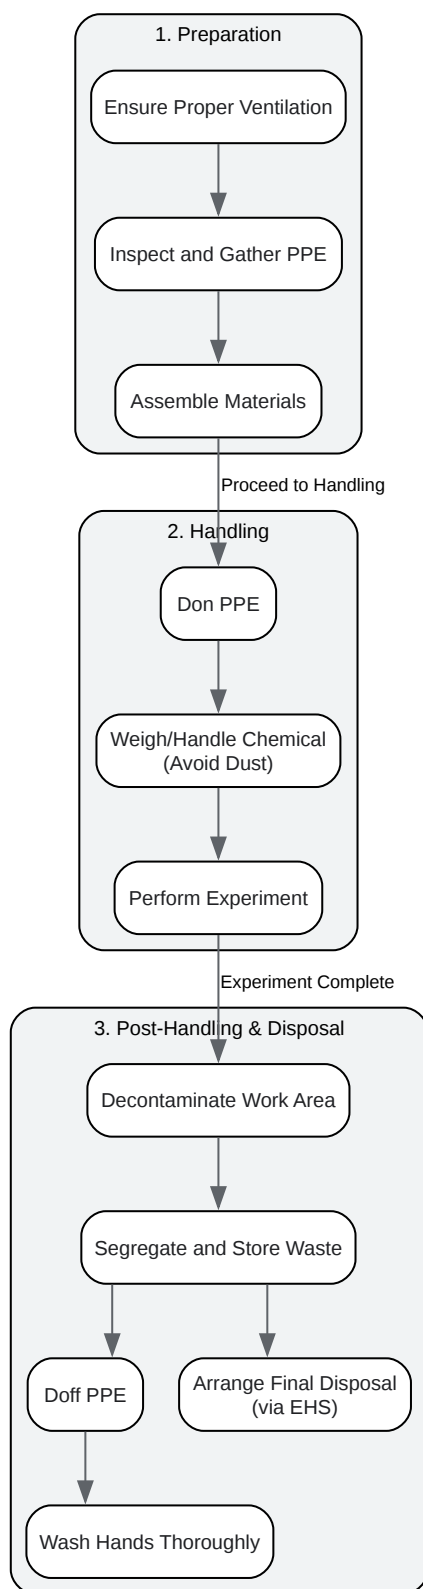 1. Preparation
Ensure Proper Ventilation
Inspect and Gather PPE
Assemble Materials
Proceed to Handling
2. Handling
Don PPE
Weigh/Handle Chemical
(Avoid Dust)
Perform Experiment
Experiment Complete
3. Post-Handling & Disposal
Decontaminate Work Area
Segregate and Store Waste
Doff PPE
Arrange Final Disposal
(via EHS)
Wash Hands Thoroughly